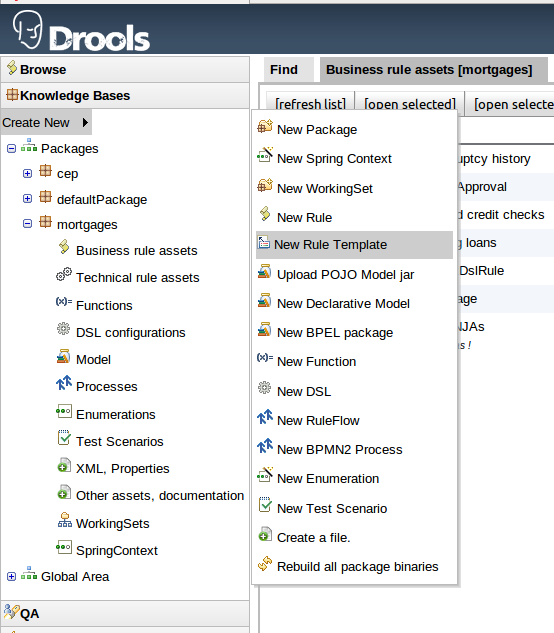 Drools
Browse
Knowledge Bases
Create New
Packages
cep
defaultPackage
mortgages
Business rule assets
Technical rule assets
Functions
DSL configurations
Model
Processes
Enumerations
Test Scenarios
XML, Properties
Other assets, documentation
WorkingSets
SpringContext
Global Area
QA
New Package
New Spring Context
New WorkingSet
New Rule
New Rule Template
Upload POJO Model jar
New Declarative Model
New BPEL package
New Function
New DSL
New RuleFlow
New BPMN2 Process
New Enumeration
New Test Scenario
Create a file.
Rebuild all package binaries
Find Business rule assets [mortgages]
[refresh list] [open selected] [open selecte
uptcy history
Approval
d credit checks
g loans
DslRule
age
NJAs
s !